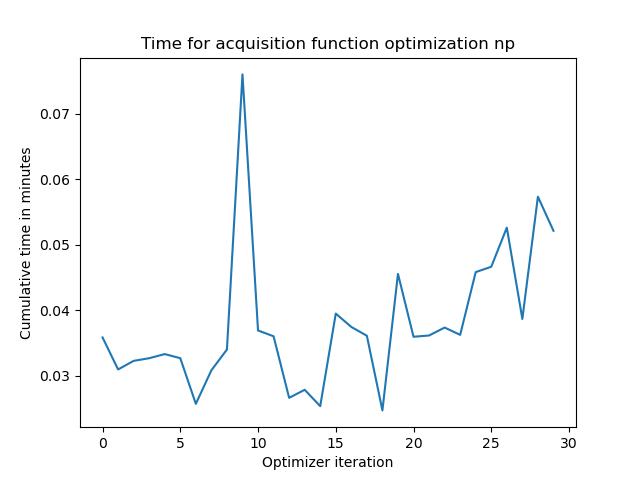 Time for acquisition function optimization np
Cumulative time in minutes
0.07
0.06
0.05
0.04
0.03
0 5 10 15 20 25 30
Optimizer iteration